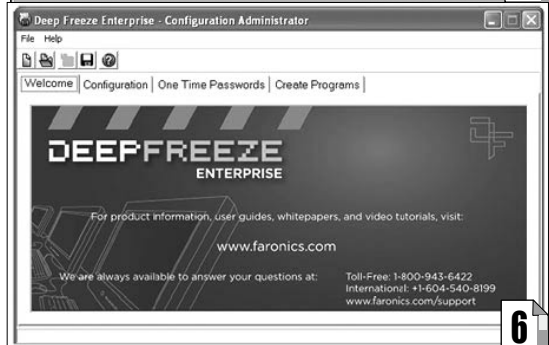 Deep Freeze Enterprise - Configuration Administrator
File Help
Welcome Configuration One Time Passwords Create Programs
DEEPFREEZE
ENTERPRISE
For product information, user guides, whitepapers, and video tutorials, visit:
www.faronics.com
We are always available to answer your questions at:
Toll-Free: 1-800-943-6422
International: +1-604-540-8199
www.faronics.com/support
6